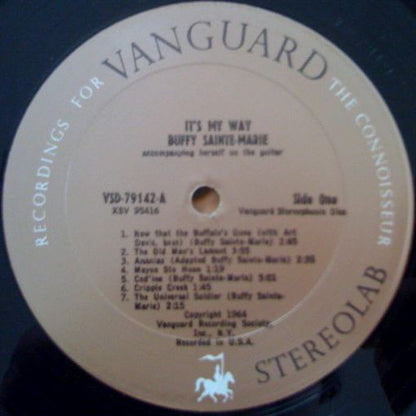 RECORDINGS FOR VANGUARD THE CONNOISSEUR
IT'S MY WAY
BUFFY SAINTE-MARIE
accompanying herself on the guitar
VSD-79142-A Side One
XSV 95416 Vanguard Stereophonic Disc
1. Now that the Buffalo's Gone (with Art
Davis, bass) (Buffy Sainte-Marie) 2:45
2. The Old Man's Lament 3:55
3. Ananias (Adapted Buffy Sainte-Marie) 2:35
4. Mayoo Sto Hoon 1:19
5. Cod'ine (Buffy Sainte-Marie) 5:01
6. Cripple Creek 1:45
7. The Universal Soldier (Buffy Sainte-
Marie) 2:15
Copyright 1964
Vanguard Recording Society,
Inc., N.Y.
Recorded in U.S.A.
STEREOLAB